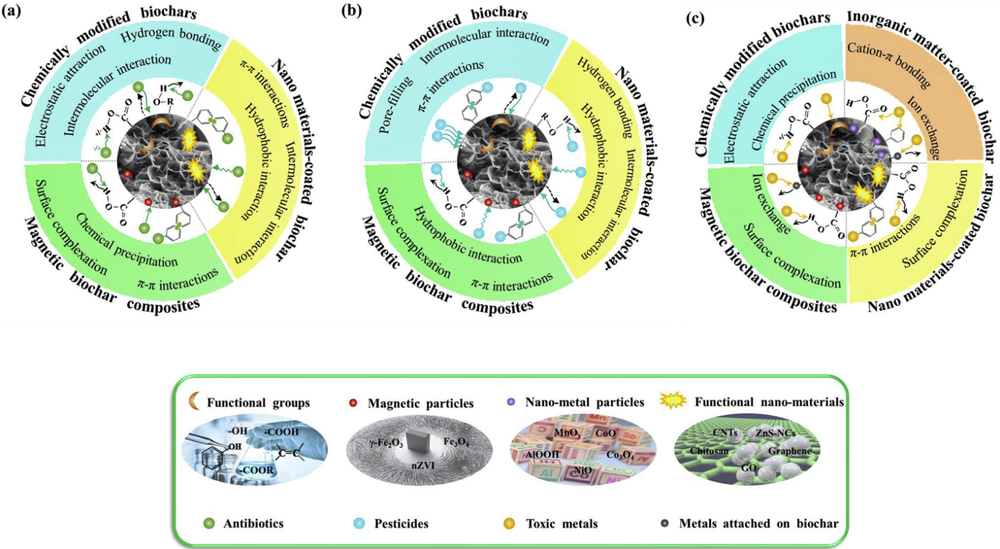 (a)
Chemically modified biochars
Hydrogen bonding
Electrostatic attraction
Intermolecular interaction
Nano materials-coated biochar
π-π interactions
Hydrophobic interaction
Intermolecular interaction
Magnetic biochar composites
Surface complexation
Chemical precipitation
π-π interactions
H
O
R
O
C
O
H
+/-
-/+
H
O
C
O
(b)
Chemically modified biochars
Intermolecular interaction
Pore-filling
π-π interactions
Nano materials-coated biochar
Hydrogen bonding
Hydrophobic interaction
Intermolecular interaction
Magnetic biochar composites
Surface complexation
Hydrophobic interaction
π-π interactions
R
O
H
H
O
C
O
(c)
Chemically modified biochars
Electrostatic attraction
Chemical precipitation
Inorganic matter-coated biochar
Cation-π bonding
Ion exchange
Magnetic biochar composites
Ion exchange
Surface complexation
Nano materials-coated biochar
π-π interactions
Surface complexation
O
C
O
H
+/-
-/+
H
O
C
O
C
O
O
H
H
O
C
O
Functional groups
Magnetic particles
Nano-metal particles
Functional nano-materials
-OH
-COOH
OH
C=C
-COOR
γ-Fe₂O₃
Fe₃O₄
nZVI
MnOₓ
CoO
AlOOH
Co₃O₄
NiO
CNTs
ZnS-NCs
Chitosan
Graphene
GO
Antibiotics
Pesticides
Toxic metals
Metals attached on biochar